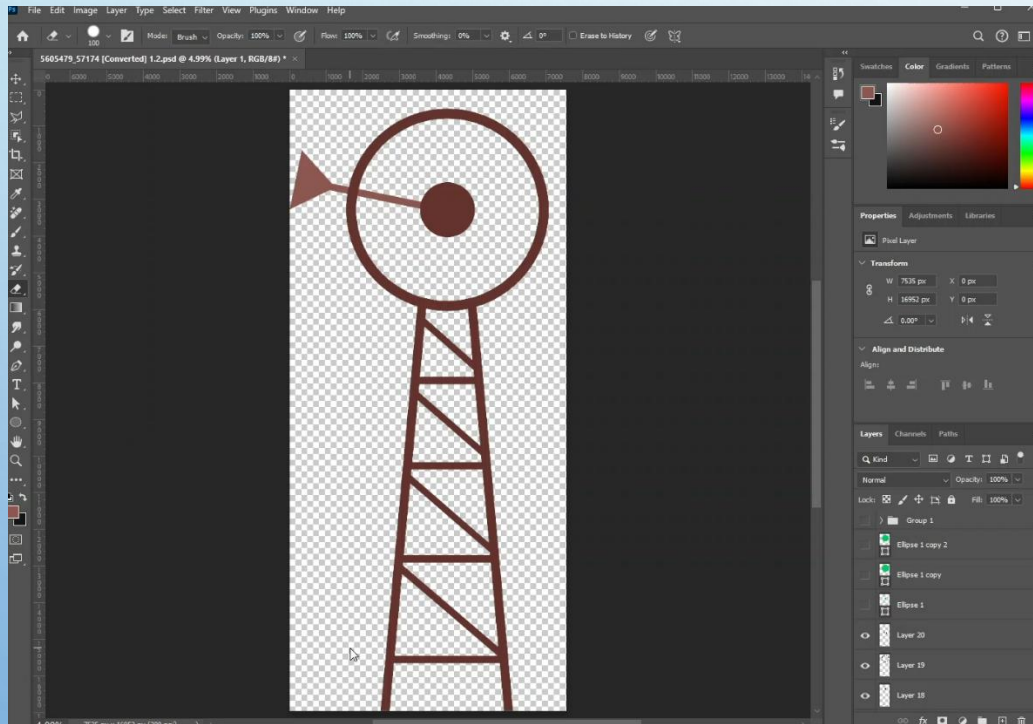 Ps File Edit Image Layer Type Select Filter View Plugins Window Help
100 Mode: Brush Opacity: 100% Flow: 100% Smoothing: 0% 0° Erase to History
5605479_57174 [Converted] 1.2.psd @ 4.99% (Layer 1, RGB/8#) * ×
Swatches Color Gradients Patterns
Properties Adjustments Libraries
Pixel Layer
Transform
W 7535 px X 0 px
H 16952 px Y 0 px
0.00°
Align and Distribute
Align:
Layers Channels Paths
Kind
Normal Opacity: 100%
Lock: Fill: 100%
Group 1
Ellipse 1 copy 2
Ellipse 1 copy
Ellipse 1
Layer 20
Layer 19
Layer 18